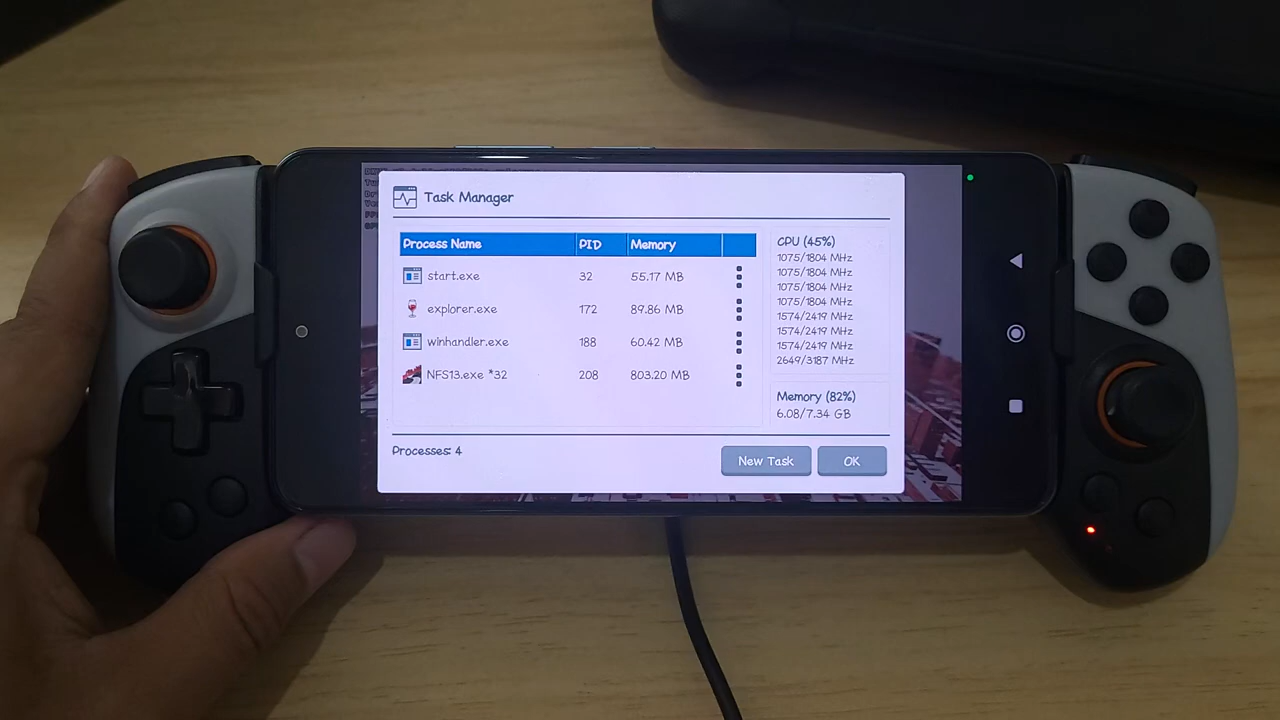 Task Manager
Process Name PID Memory
start.exe 32 55.17 MB
explorer.exe 172 89.86 MB
winhandler.exe 188 60.42 MB
NFS13.exe *32 208 803.20 MB
Processes: 4
New Task OK
CPU (45%)
1075/1804 MHz
1075/1804 MHz
1075/1804 MHz
1075/1804 MHz
1574/2419 MHz
1574/2419 MHz
1574/2419 MHz
2649/3187 MHz
Memory (82%)
6.08/7.34 GB